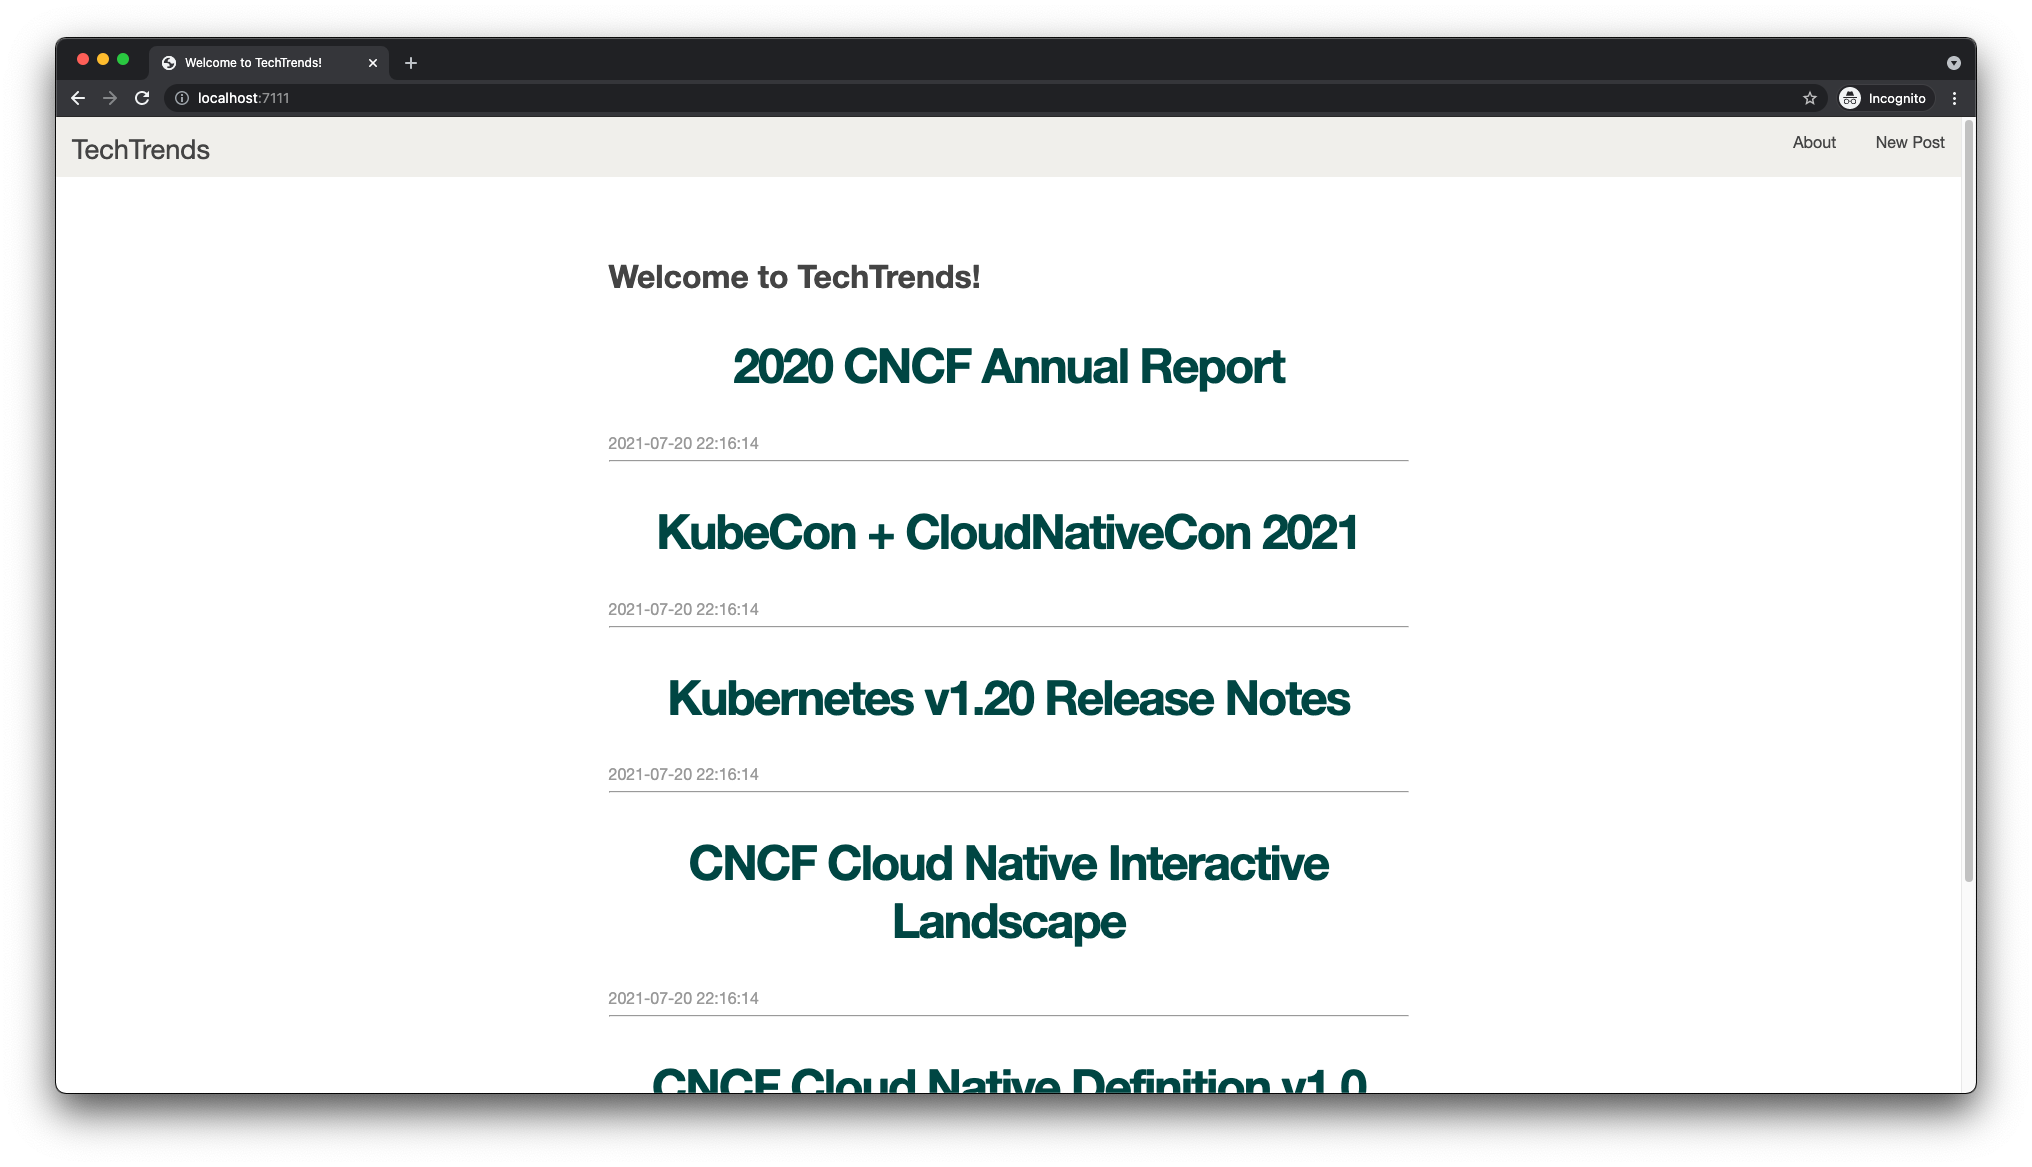 Welcome to TechTrends!
localhost:7111
Incognito
TechTrends
About
New Post
Welcome to TechTrends!
2020 CNCF Annual Report
2021-07-20 22:16:14
KubeCon + CloudNativeCon 2021
2021-07-20 22:16:14
Kubernetes v1.20 Release Notes
2021-07-20 22:16:14
CNCF Cloud Native Interactive
Landscape
2021-07-20 22:16:14
CNCF Cloud Native Definition v1.0